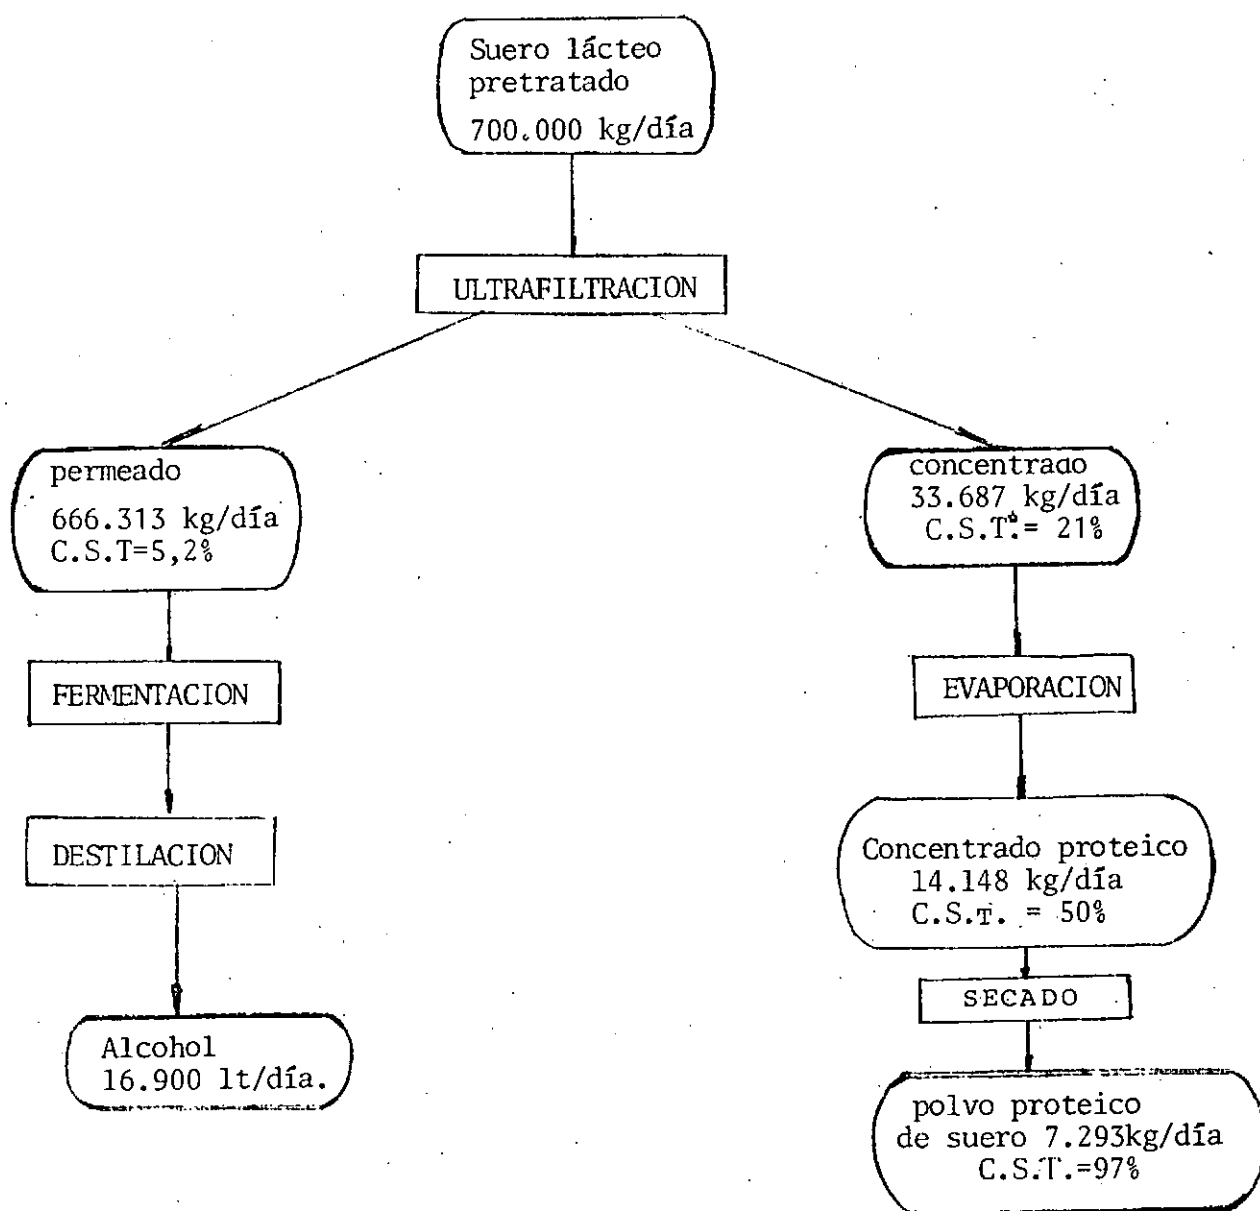 Suero lácteo
pretratado
700.000 kg/día
ULTRAFILTRACION
permeado
666.313 kg/día
C.S.T=5,2%
FERMENTACION
DESTILACION
Alcohol
16.900 lt/día.
concentrado
33.687 kg/día
C.S.T.= 21%
EVAPORACION
Concentrado proteico
14.148 kg/día
C.S.T. = 50%
SECADO
polvo proteico
de suero 7.293kg/día
C.S.T.=97%